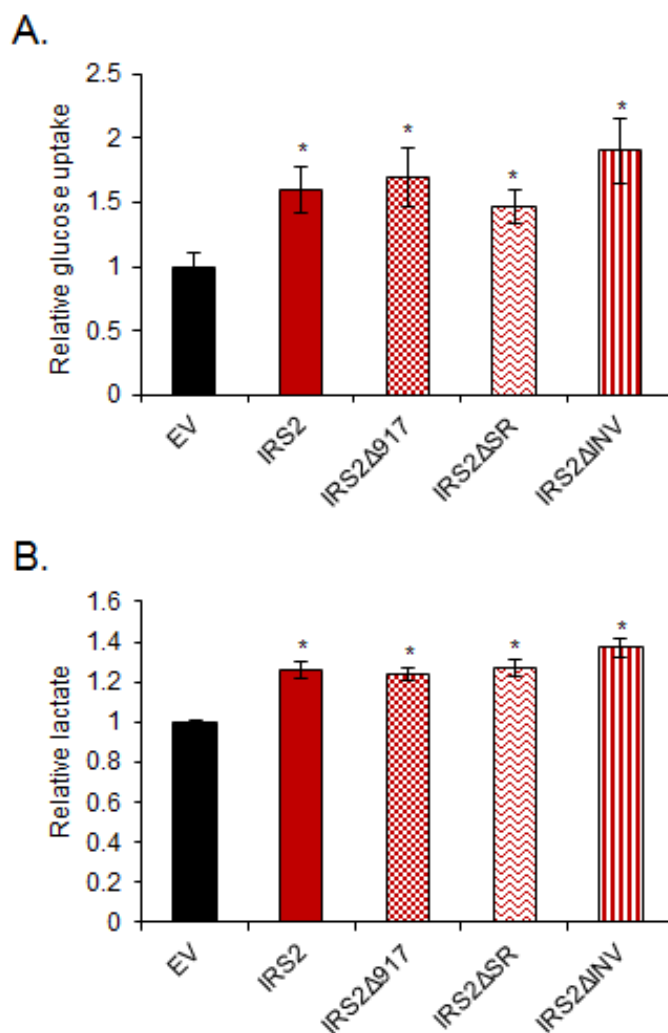 A.
Relative glucose uptake
2.5
2
1.5
1
0.5
0
* * * *
EV IRS2 IRS2Δ917 IRS2ΔSR IRS2ΔINV
B.
Relative lactate
1.6
1.4
1.2
1
0.8
0.6
0.4
0.2
0
* * * *
EV IRS2 IRS2Δ917 IRS2ΔSR IRS2ΔINV